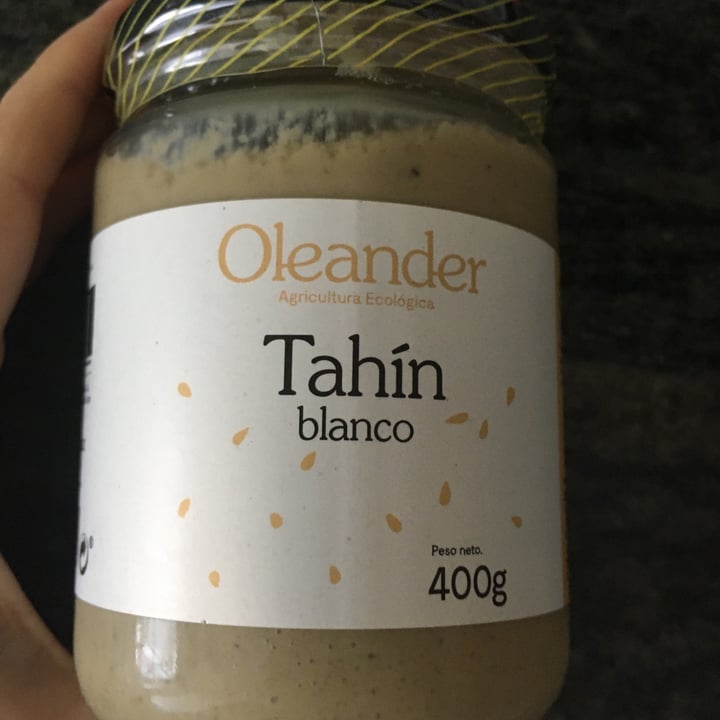 Oleander
Agricultura Ecológica
Tahín
blanco
Peso neto.
400g